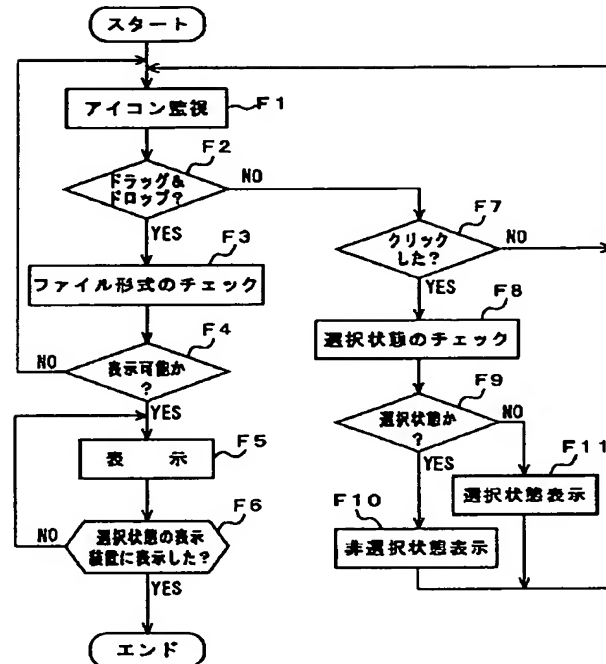 スタート
アイコン監視
F1
F2
ドラッグ&
ドロップ?
NO
YES
F3
ファイル形式のチェック
F4
表示可能か
?
NO
YES
表 示
F5
F6
選択状態の表示
装置に表示した?
NO
YES
エンド
F7
クリック
した?
NO
YES
F8
選択状態のチェック
F9
選択状態か
?
NO
YES
F10
非選択状態表示
F11
選択状態表示